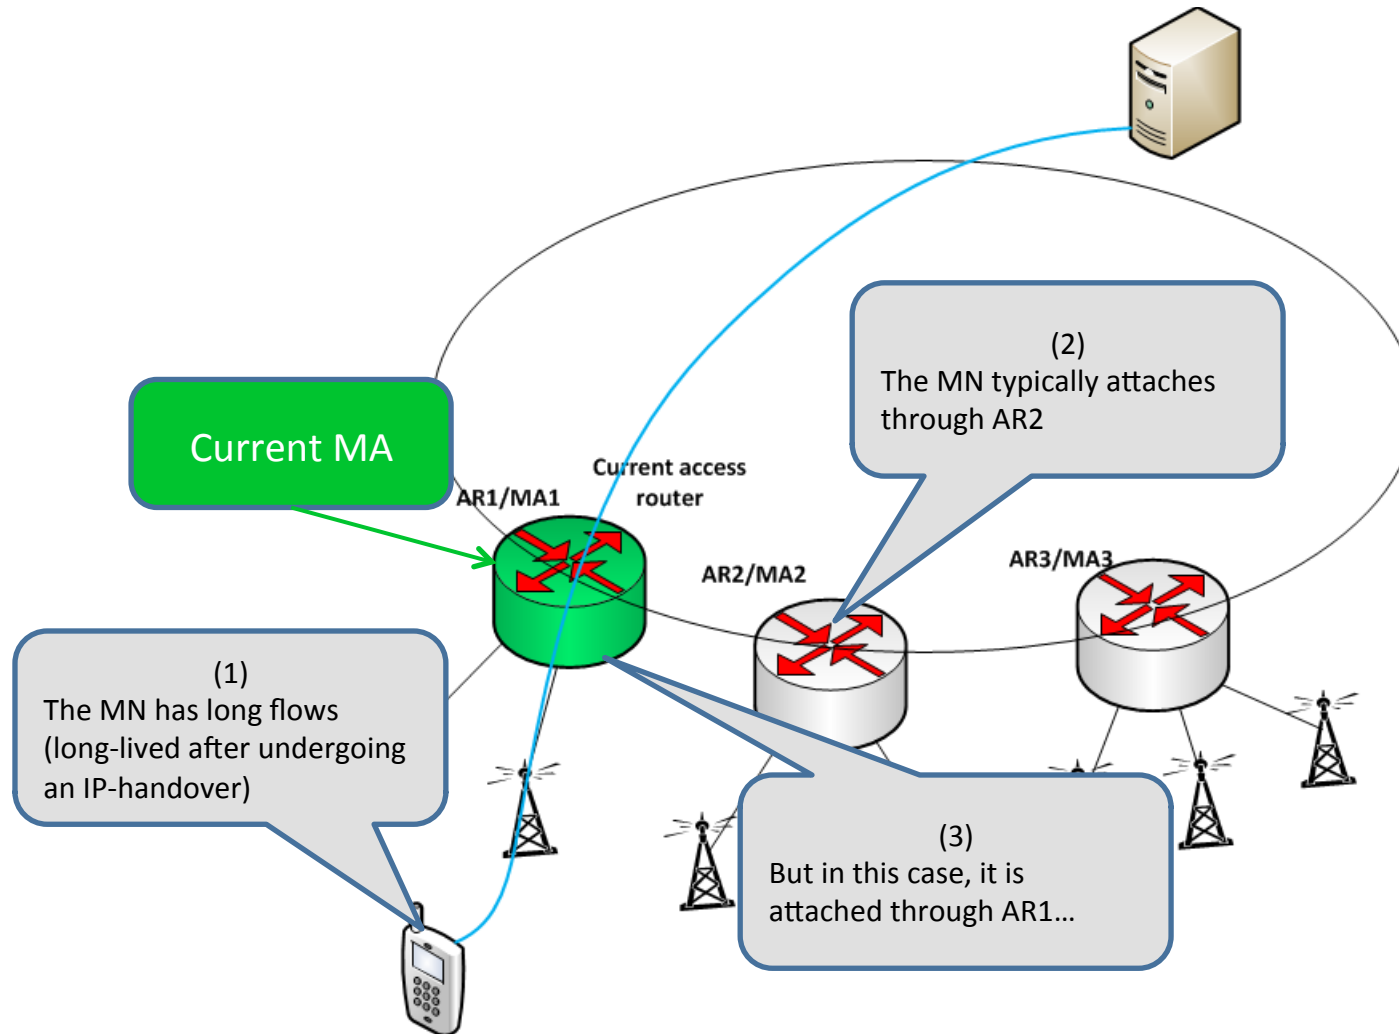 (2)
The MN typically attaches
through AR2
Current MA
Current access
router
AR1/MA1
AR2/MA2
AR3/MA3
(1)
The MN has long flows
(long-lived after undergoing
an IP-handover)
(3)
But in this case, it is
attached through AR1…